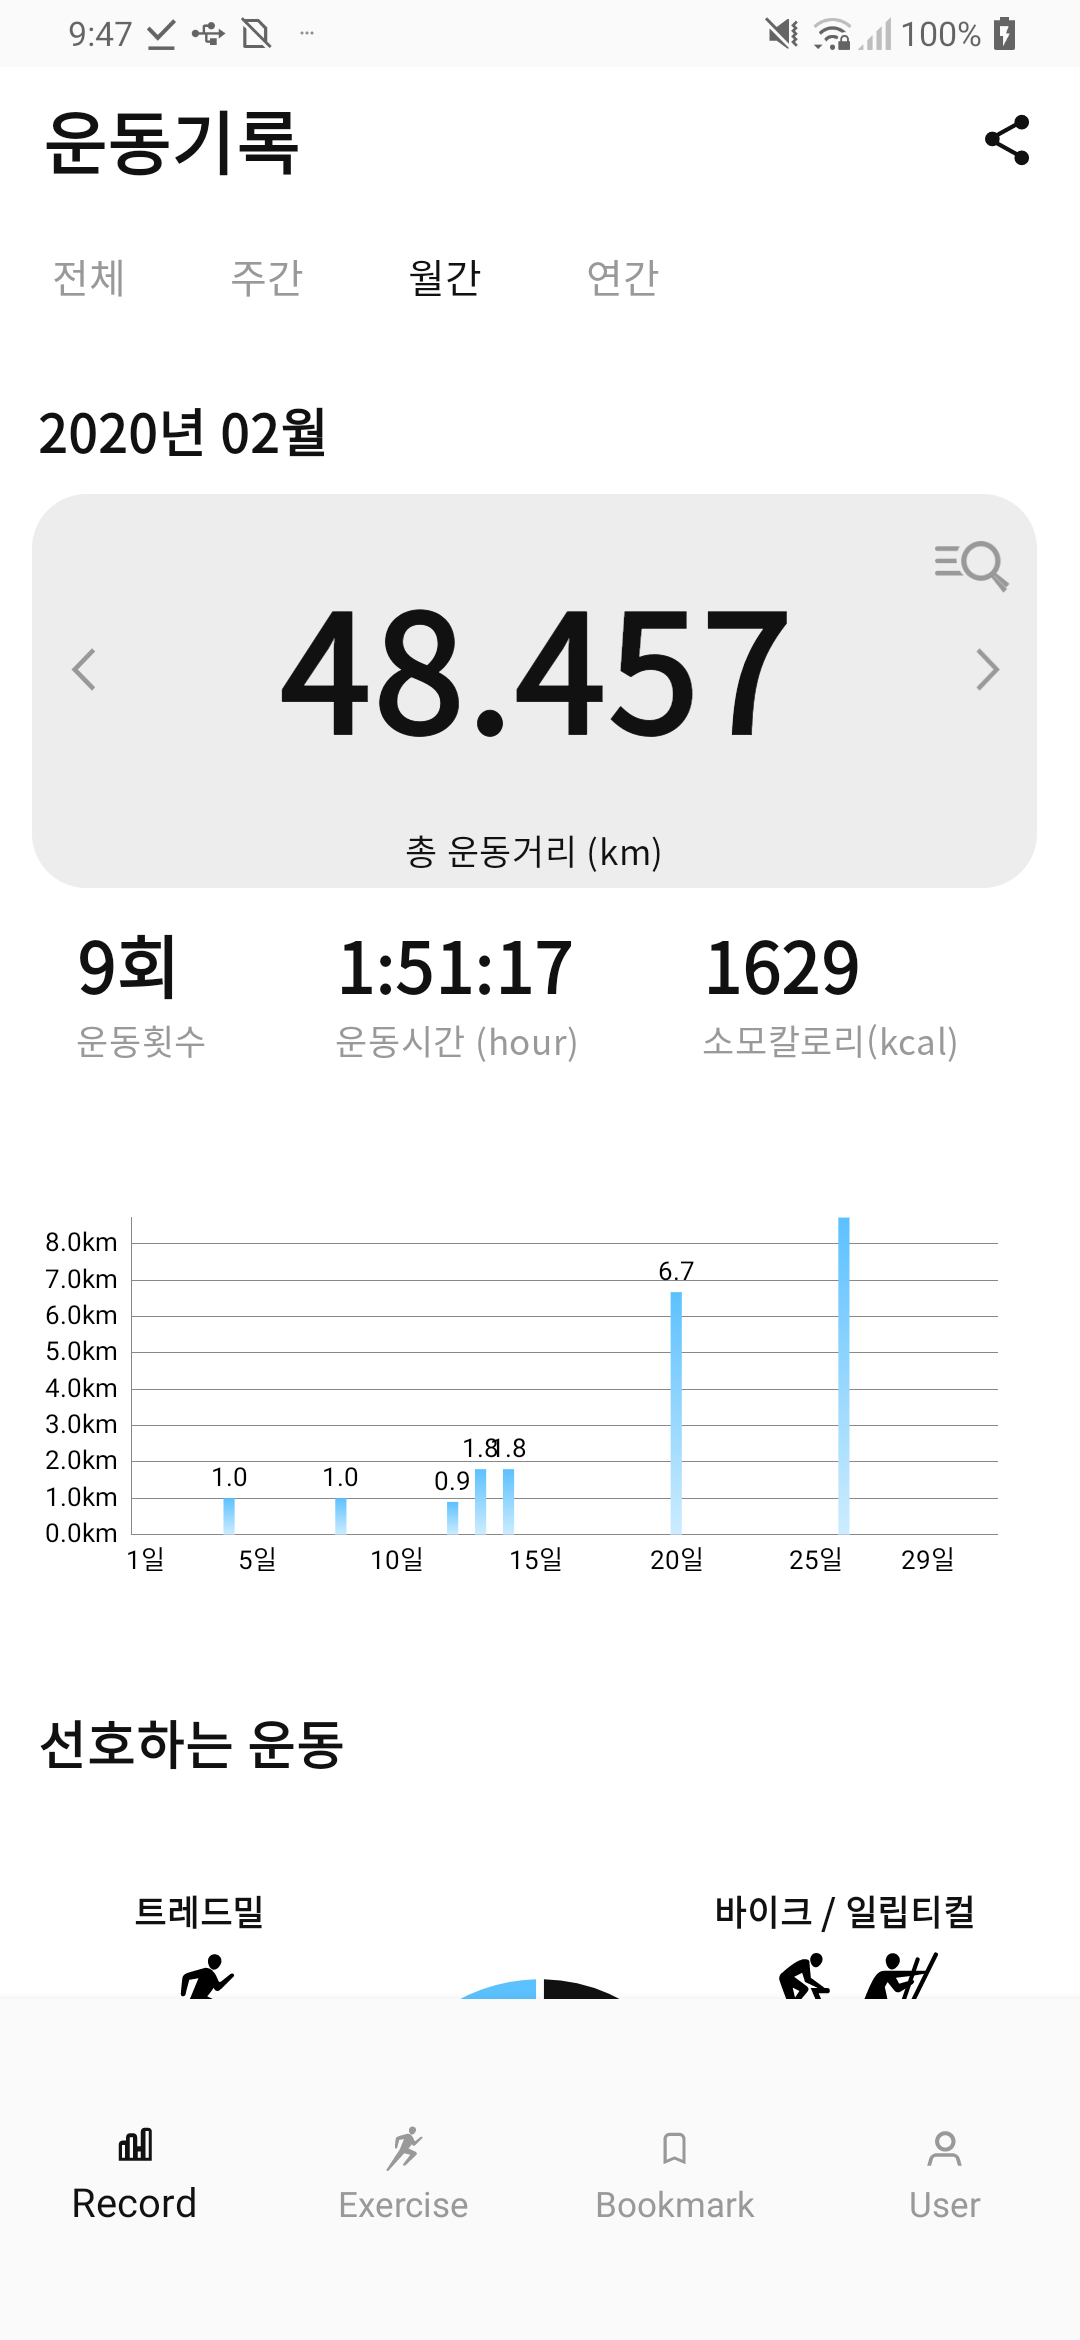 9:47 100%
운동기록
전체 주간 월간 연간
2020년 02월
48.457
총 운동거리 (km)
9회 1:51:17 1629
운동횟수 운동시간 (hour) 소모칼로리(kcal)
8.0km
7.0km
6.7
6.0km
5.0km
4.0km
3.0km
2.0km
1.8 1.8
1.0 1.0 0.9
1.0km
0.0km
1일 5일 10일 15일 20일 25일 29일
선호하는 운동
트레드밀 바이크 / 일립티컬
Record Exercise Bookmark User